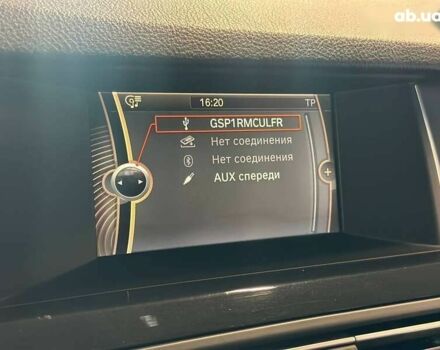 ab.ua
16:20 TP
GSP1RMCULFR
Нет соединения
Нет соединения
AUX спереди